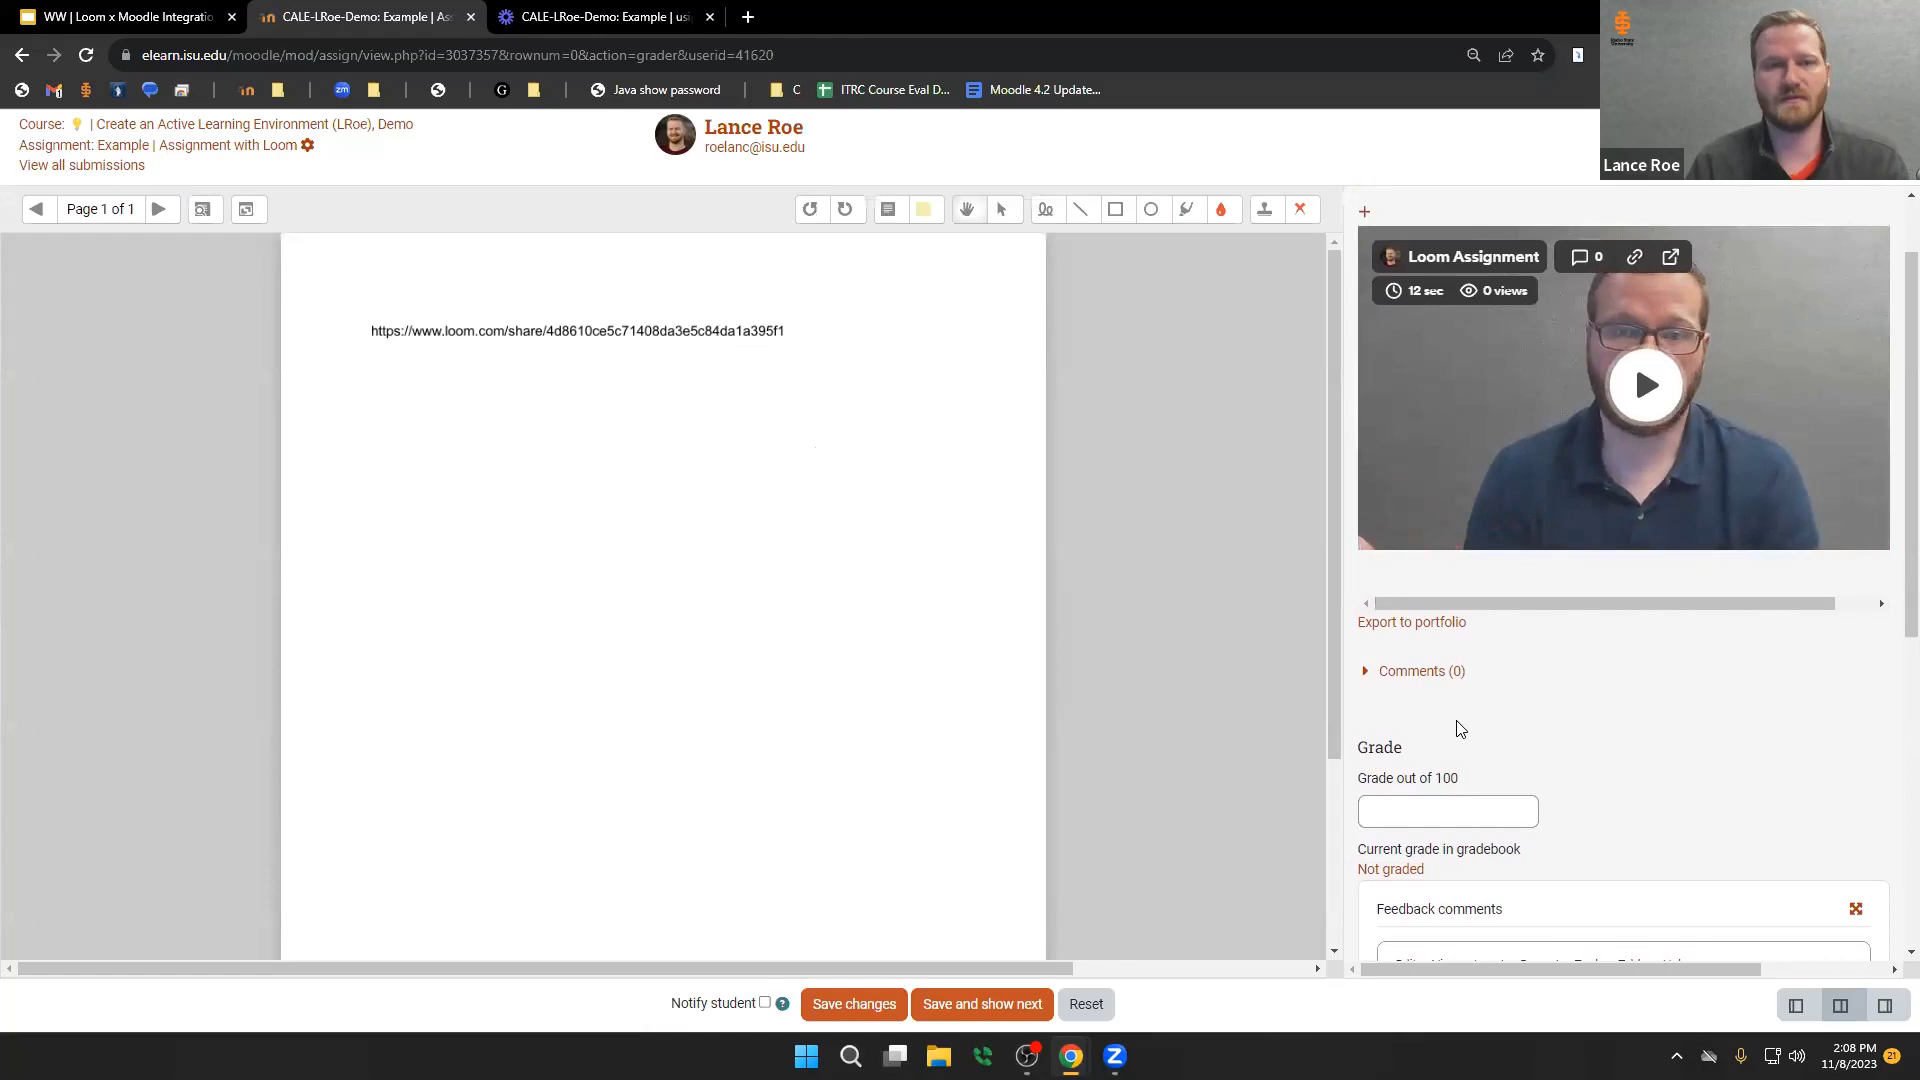 WW | Loom x Moodle Integratio
CALE-LRoe-Demo: Example | As
CALE-LRoe-Demo: Example | usi
elearn.isu.edu/moodle/mod/assign/view.php?id=3037357&rownum=0&action=grader&userid=41620
Java show password
C
ITRC Course Eval D...
Moodle 4.2 Update...
Course: | Create an Active Learning Environment (LRoe), Demo
Assignment: Example | Assignment with Loom
View all submissions
Lance Roe
roelanc@isu.edu
Lance Roe
Page 1 of 1
https://www.loom.com/share/4d8610ce5c71408da3e5c84da1a395f1
Loom Assignment
0
12 sec
0 views
Export to portfolio
Comments (0)
Grade
Grade out of 100
Current grade in gradebook
Not graded
Feedback comments
Notify student
Save changes
Save and show next
Reset
2:08 PM
11/8/2023
21